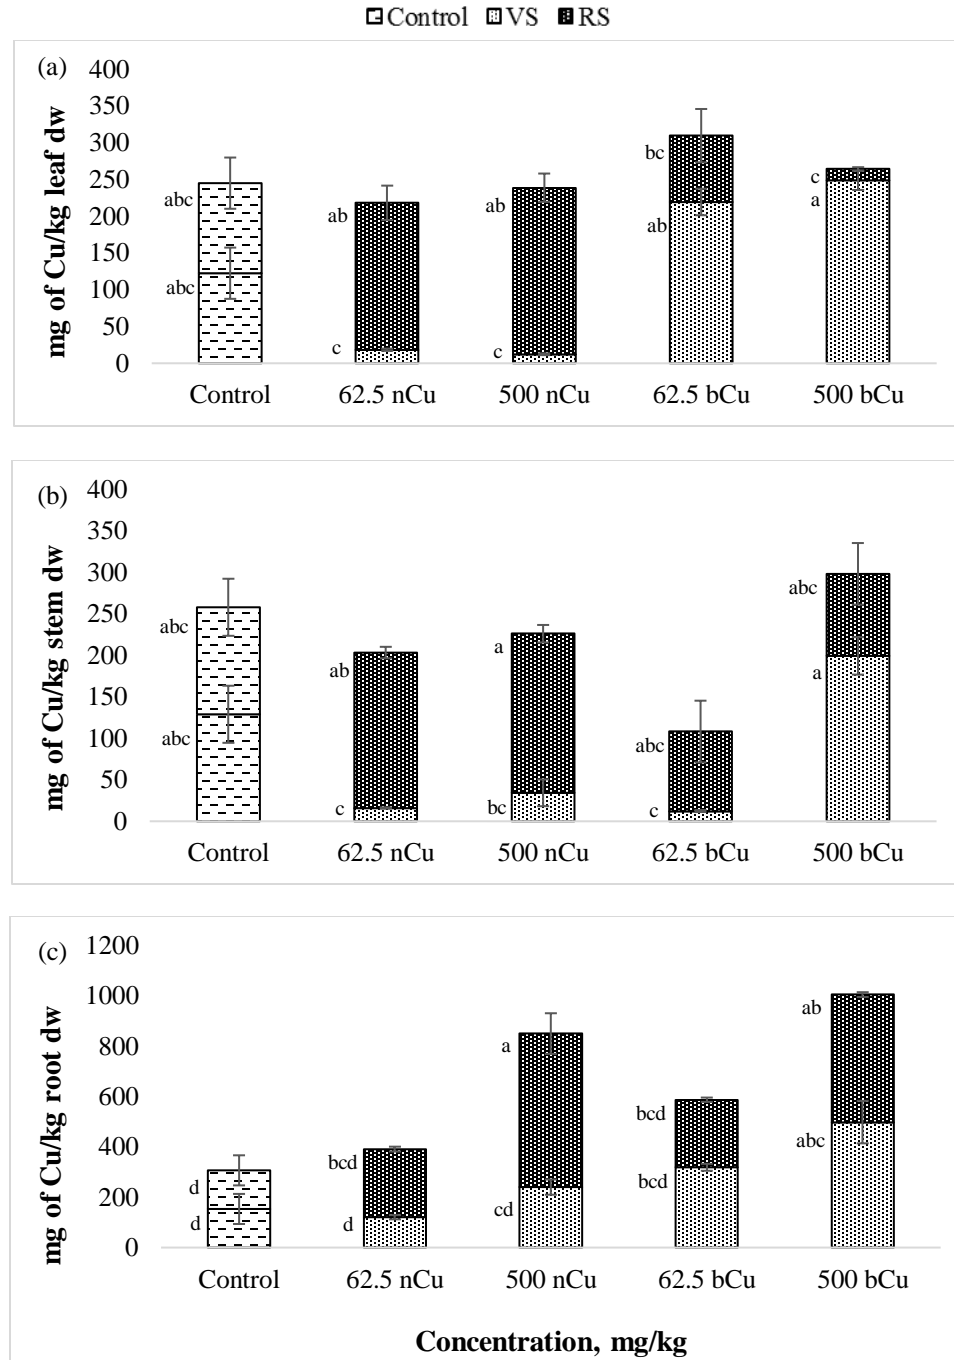 Control VS RS
(a)
mg of Cu/kg leaf dw
400
350
300
250
200
150
100
50
0
abc
abc
ab
c
ab
c
bc
ab
c
a
Control 62.5 nCu 500 nCu 62.5 bCu 500 bCu
(b)
mg of Cu/kg stem dw
400
350
300
250
200
150
100
50
0
abc
abc
ab
c
a
bc
abc
c
abc
a
Control 62.5 nCu 500 nCu 62.5 bCu 500 bCu
(c)
mg of Cu/kg root dw
1200
1000
800
600
400
200
0
d
d
bcd
d
a
cd
bcd
bcd
ab
abc
Control 62.5 nCu 500 nCu 62.5 bCu 500 bCu
Concentration, mg/kg